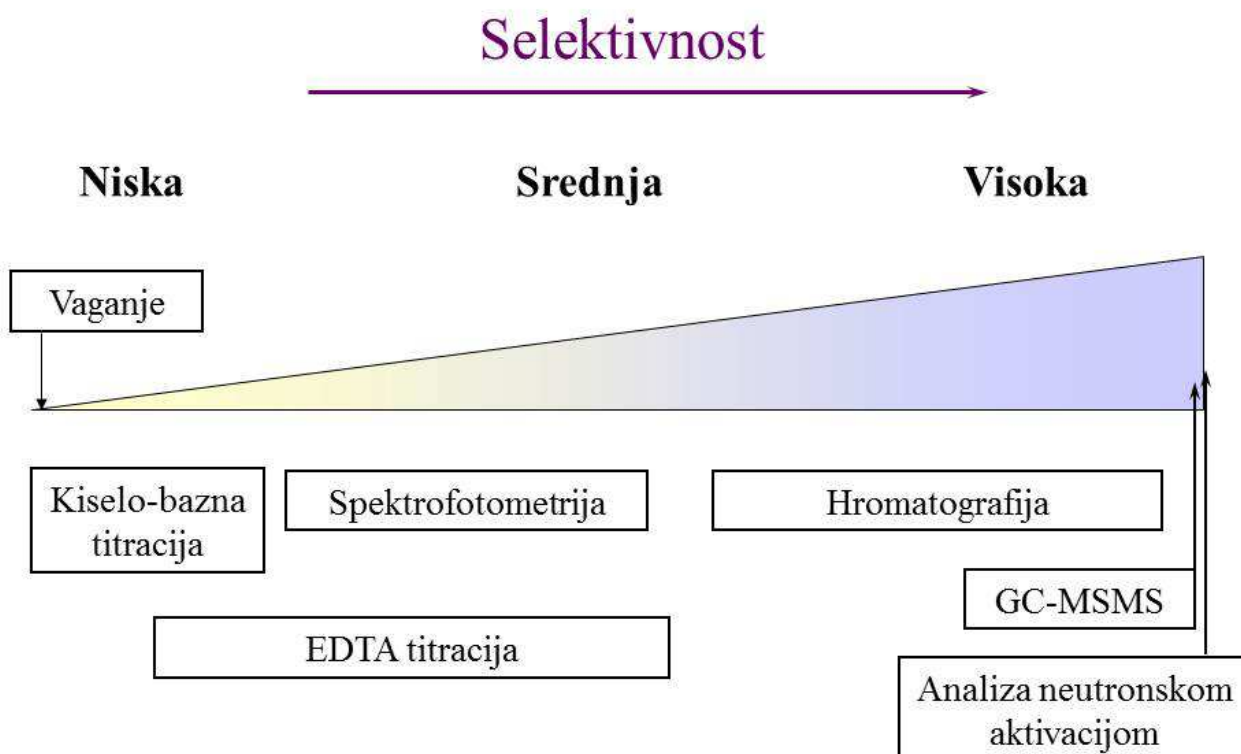 Selektivnost
Niska
Srednja
Visoka
Vaganje
Kiselo-bazna
titracija
Spektrofotometrija
Hromatografija
GC-MSMS
EDTA titracija
Analiza neutronskom
aktivacijom